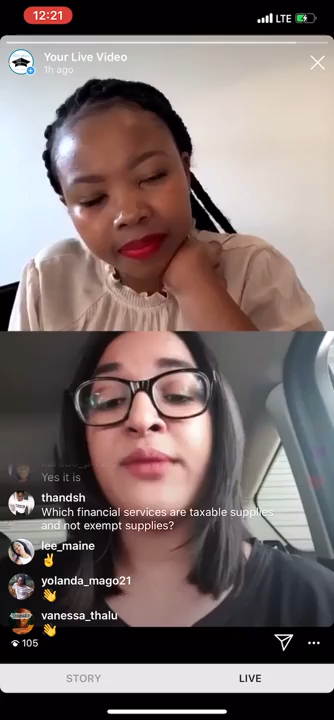 12:21
LTE
Your Live Video
1h ago
Yes it is
thandsh
Which financial services are taxable supplies
and not exempt supplies?
lee_maine
✌️
yolanda_mago21
👋
vanessa_thalu
👋
105
STORY
LIVE